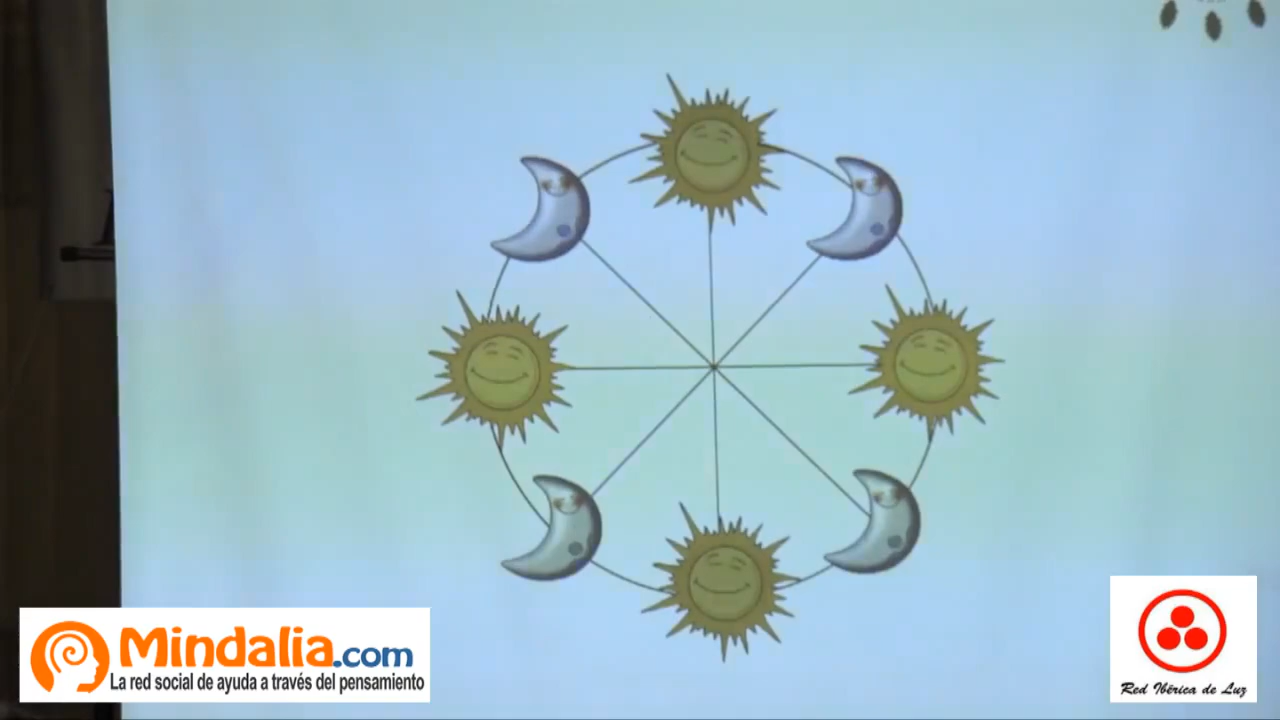 Mindalia.com
La red social de ayuda a través del pensamiento
Red Ibérica de Luz